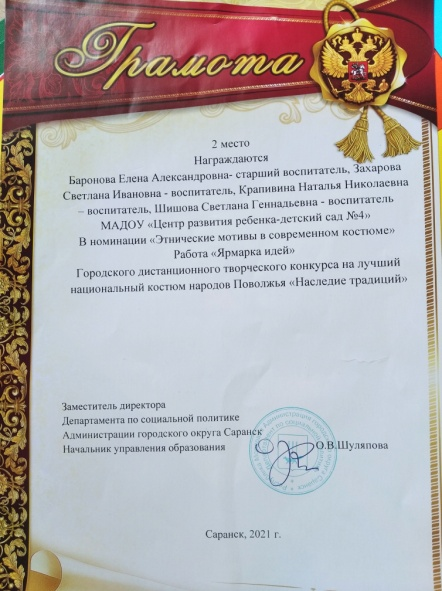 Грамота
2 место
Награждаются
Баронова Елена Александровна- старший воспитатель, Захарова
Светлана Ивановна - воспитатель, Крапивина Наталья Николаевна
– воспитатель, Шишова Светлана Геннадьевна - воспитатель
МАДОУ «Центр развития ребенка-детский сад №4»
В номинации «Этнические мотивы в современном костюме»
Работа «Ярмарка идей»
Городского дистанционного творческого конкурса на лучший
национальный костюм народов Поволжья «Наследие традиций»
Заместитель директора
Департамента по социальной политике
Администрации городского округа Саранск
Начальник управления образования О.В.Шуляпова
Саранск, 2021 г.